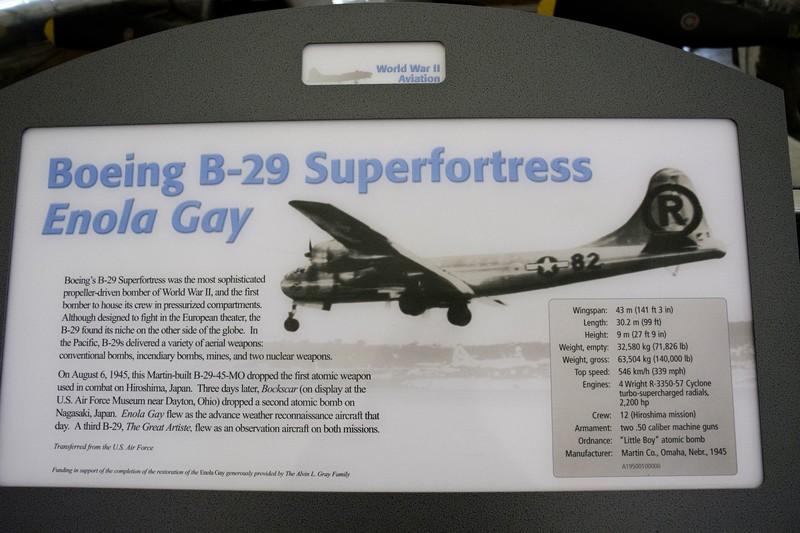 World War II
Aviation
Boeing B-29 Superfortress
Enola Gay
R
82
Boeing's B-29 Superfortress was the most sophisticated
propeller-driven bomber of World War II, and the first
bomber to house its crew in pressurized compartments.
Although designed to fight in the European theater, the
B-29 found its niche on the other side of the globe. In
the Pacific, B-29s delivered a variety of aerial weapons:
conventional bombs, incendiary bombs, mines, and two nuclear weapons.
On August 6, 1945, this Martin-built B-29-45-MO dropped the first atomic weapon
used in combat on Hiroshima, Japan. Three days later, Bockscar (on display at the
U.S. Air Force Museum near Dayton, Ohio) dropped a second atomic bomb on
Nagasaki, Japan. Enola Gay flew as the advance weather reconnaissance aircraft that
day. A third B-29, The Great Artiste, flew as an observation aircraft on both missions.
Transferred from the U.S. Air Force
Funding in support of the completion of the restoration of the Enola Gay generously provided by The Alvin L. Gray Family
Wingspan: 43 m (141 ft 3 in)
Length: 30.2 m (99 ft)
Height: 9 m (27 ft 9 in)
Weight, empty: 32,580 kg (71,826 lb)
Weight, gross: 63,504 kg (140,000 lb)
Top speed: 546 km/h (339 mph)
Engines: 4 Wright R-3350-57 Cyclone
turbo-supercharged radials,
2,200 hp
Crew: 12 (Hiroshima mission)
Armament: two .50 caliber machine guns
Ordnance: "Little Boy" atomic bomb
Manufacturer: Martin Co., Omaha, Nebr., 1945
A19500100000